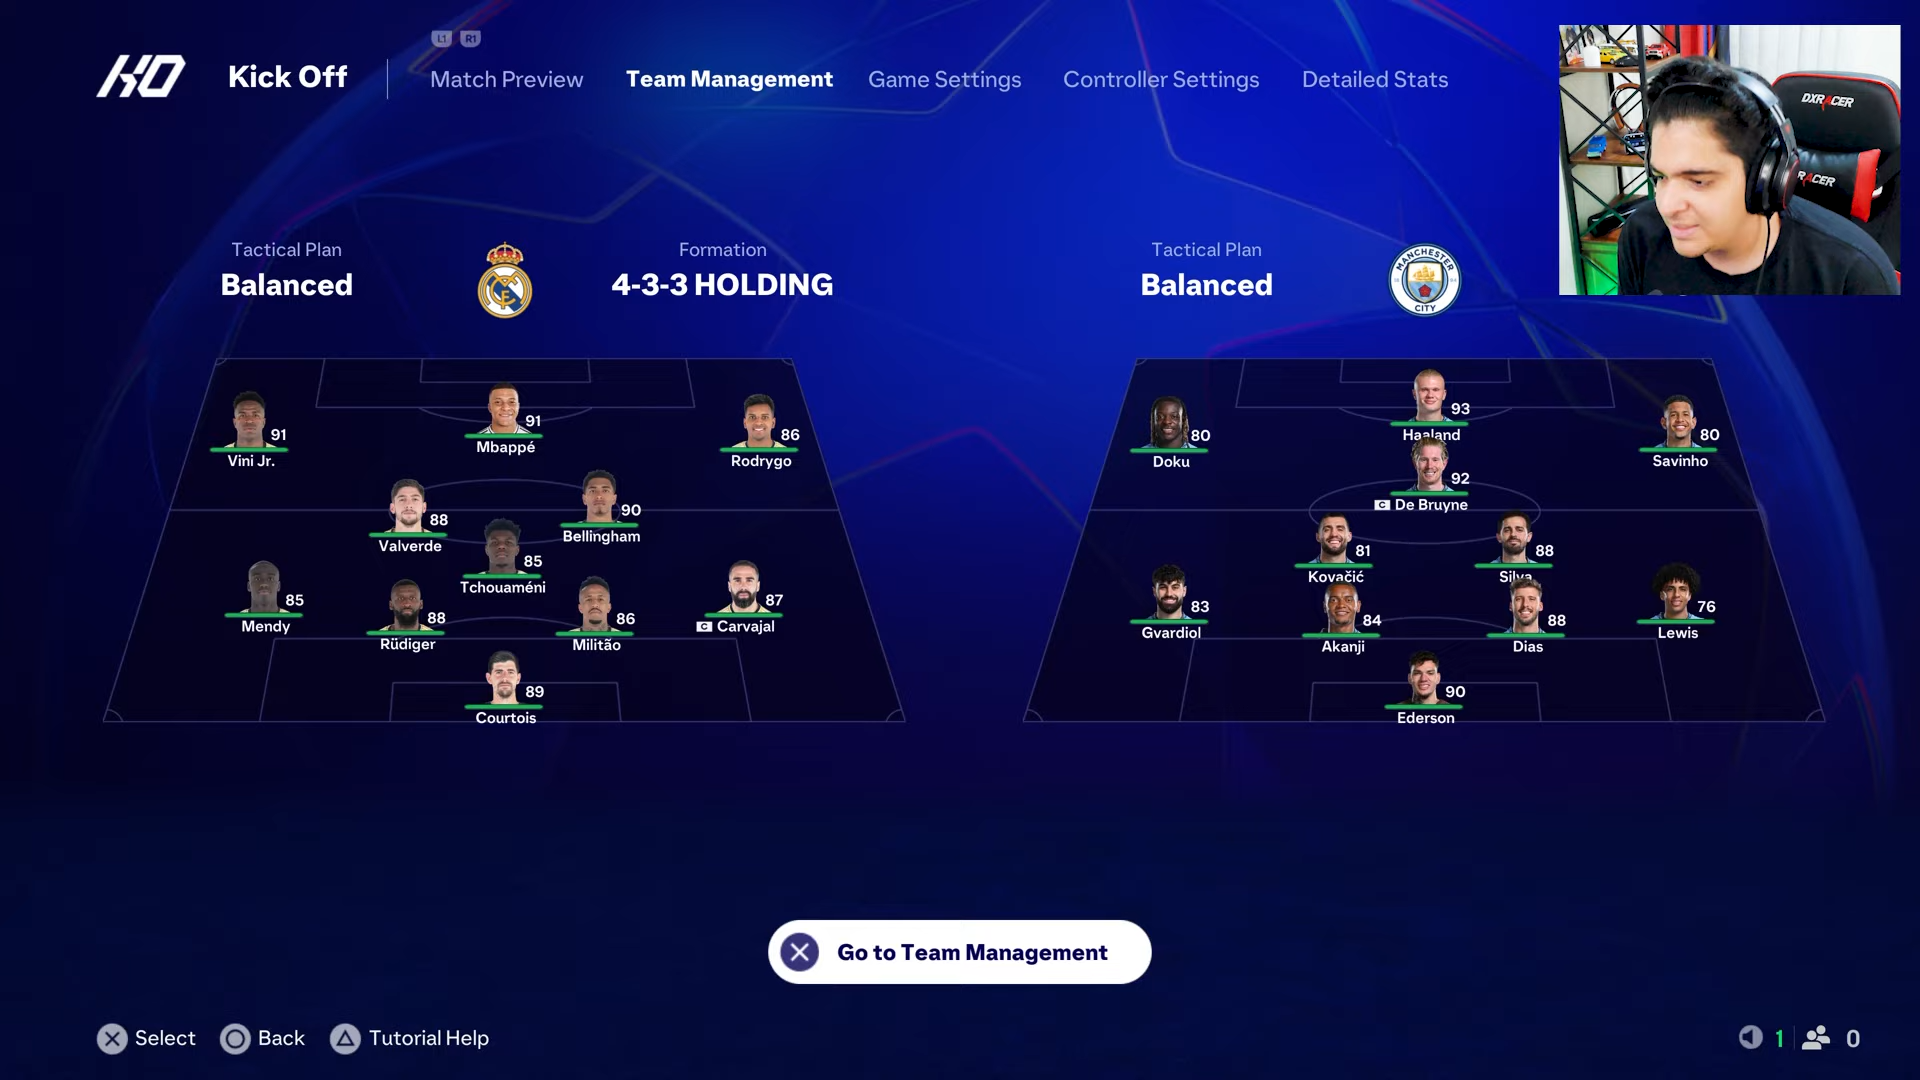 L1 R1
KO
Kick Off
Match Preview
Team Management
Game Settings
Controller Settings
Detailed Stats
DXRACER
RACER
Tactical Plan
Balanced
Formation
4-3-3 HOLDING
91
Vini Jr.
91
Mbappé
86
Rodrygo
88
Valverde
90
Bellingham
85
Tchouaméni
85
Mendy
88
Rüdiger
86
Militão
87
C Carvajal
89
Courtois
Tactical Plan
Balanced
MANCHESTER
CITY
80
Doku
93
Haaland
80
Savinho
92
C De Bruyne
81
Kovačić
88
Silva
83
Gvardiol
84
Akanji
88
Dias
76
Lewis
90
Ederson
Go to Team Management
Select
Back
Tutorial Help
1
0